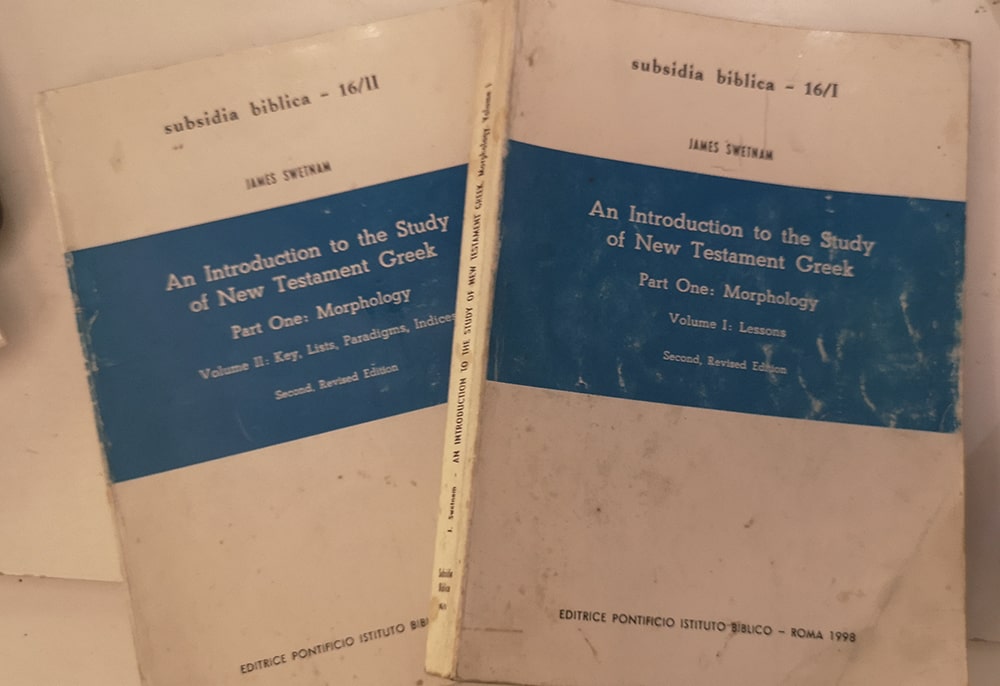 subsidia biblica - 16/II
JAMES SWETNAM
An Introduction to the Study
of New Testament Greek
Part One: Morphology
Volume II: Key, Lists, Paradigms, Indices
Second, Revised Edition
EDITRICE PONTIFICIO ISTITUTO BIBL
J. Swetnam - AN INTRODUCTION TO THE STUDY OF NEW TESTAMENT GREEK. Morphology, Volume I
Subsidia
Biblica
subsidia biblica - 16/I
JAMES SWETNAM
An Introduction to the Study
of New Testament Greek
Part One: Morphology
Volume I: Lessons
Second, Revised Edition
EDITRICE PONTIFICIO ISTITUTO BIBLICO - ROMA 1998